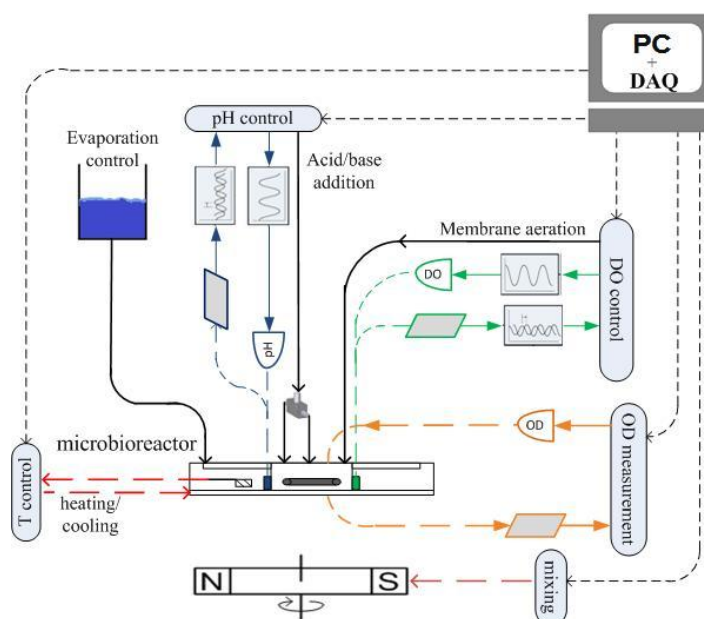 PC
+
DAQ
pH control
Evaporation
control
Acid/base
addition
Membrane aeration
DO
DO control
pH
OD
microbioreactor
OD measurement
T control
heating/
cooling
mixing
N
S